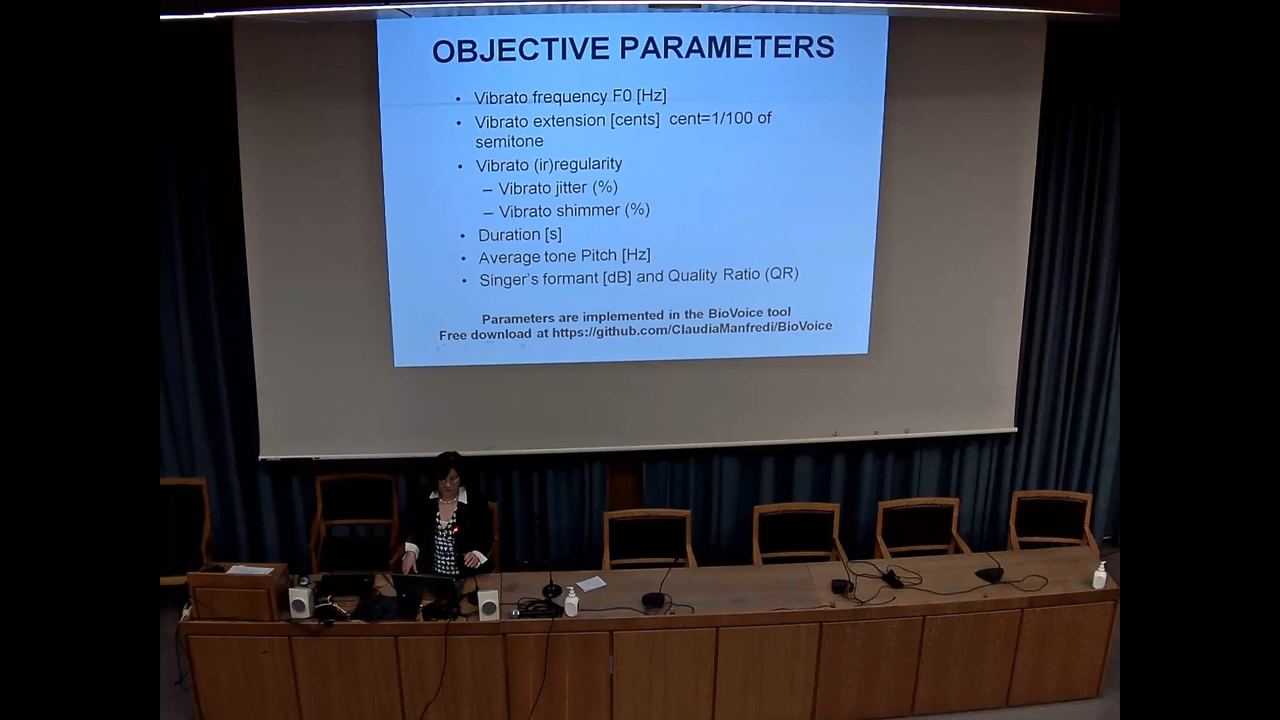 OBJECTIVE PARAMETERS
• Vibrato frequency F0 [Hz]
• Vibrato extension [cents] cent=1/100 of
semitone
• Vibrato (ir)regularity
– Vibrato jitter (%)
– Vibrato shimmer (%)
• Duration [s]
• Average tone Pitch [Hz]
• Singer's formant [dB] and Quality Ratio (QR)
Parameters are implemented in the BioVoice tool
Free download at https://github.com/ClaudiaManfredi/BioVoice